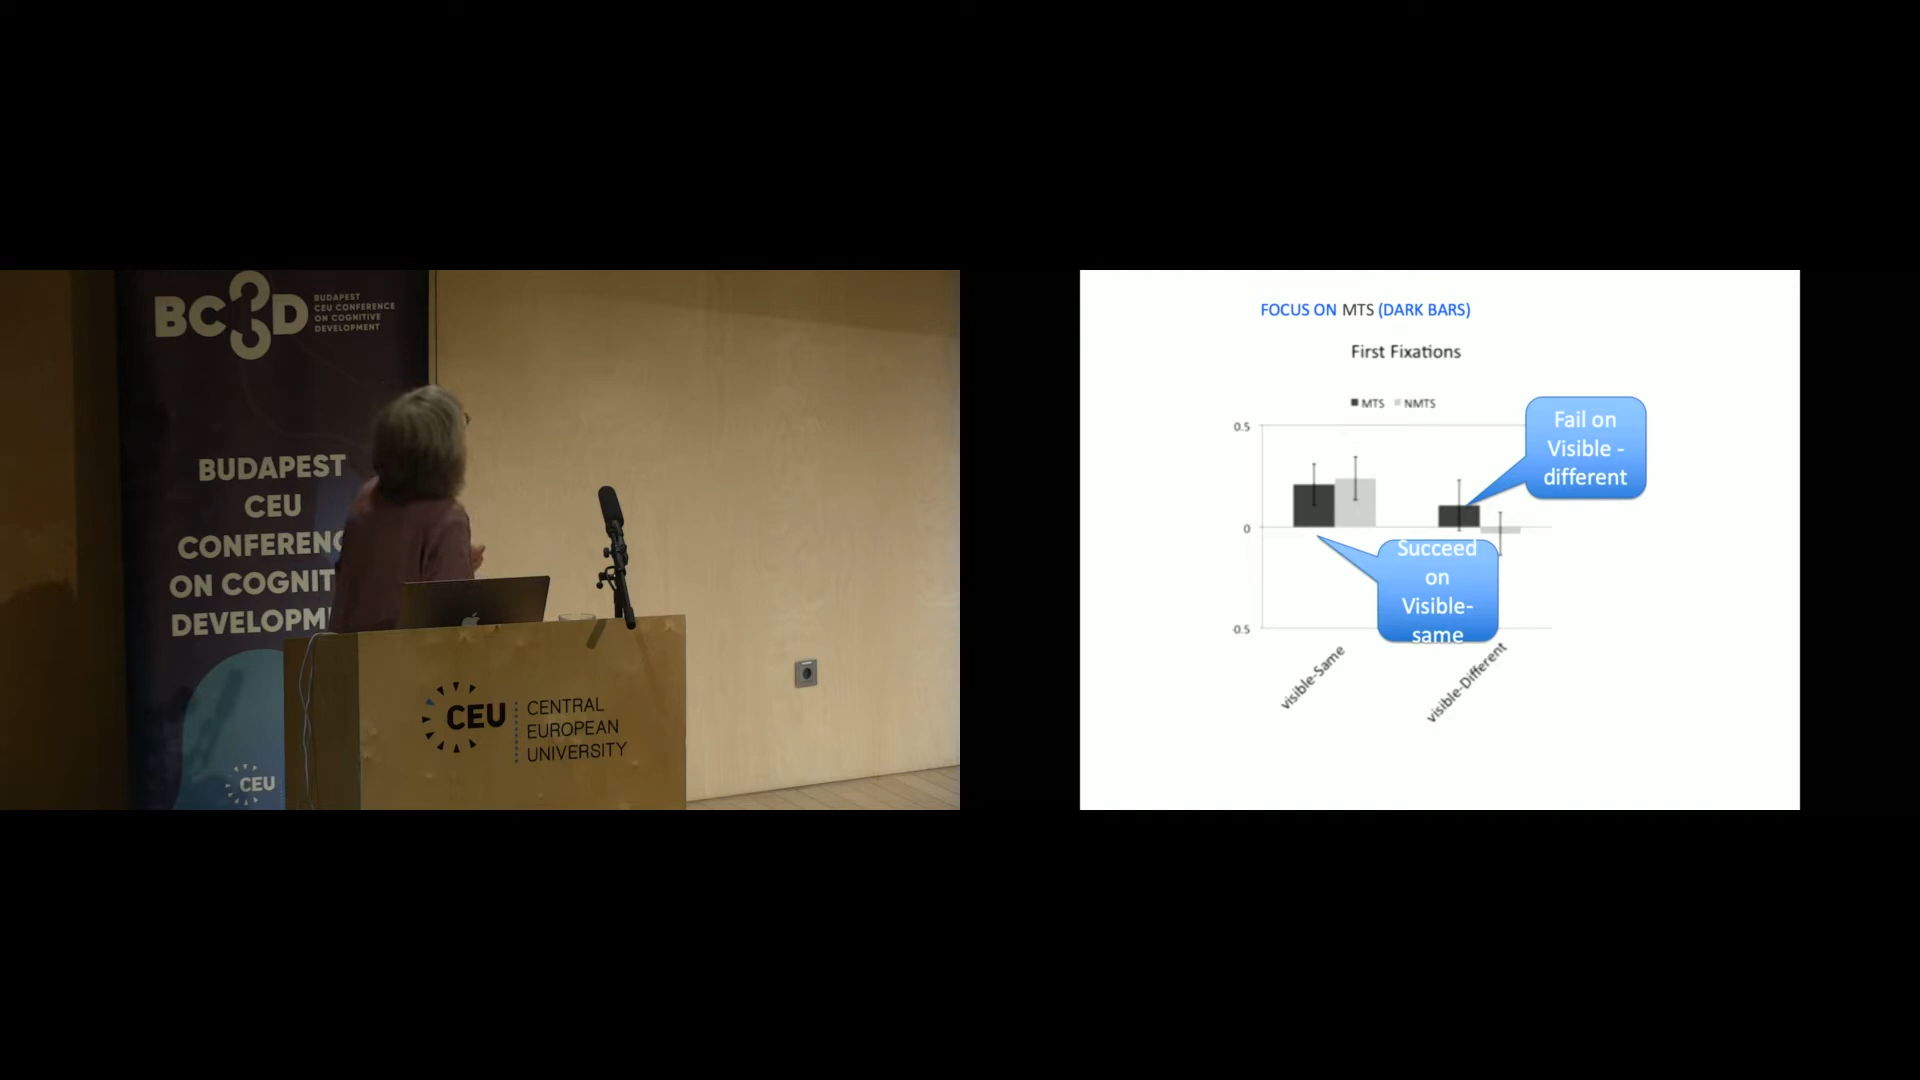 BC3D
BUDAPEST
CEU CONFERENCE
ON COGNITIVE
DEVELOPMENT
BUDAPEST
CEU
CONFERENC
ON COGNIT
DEVELOPM
CEU
CEU
CENTRAL
EUROPEAN
UNIVERSITY
FOCUS ON MTS (DARK BARS)
First Fixations
MTS NMTS
0.5
0
-0.5
Fail on
Visible -
different
Succeed
on
Visible-
same
visible-Same
visible-Different